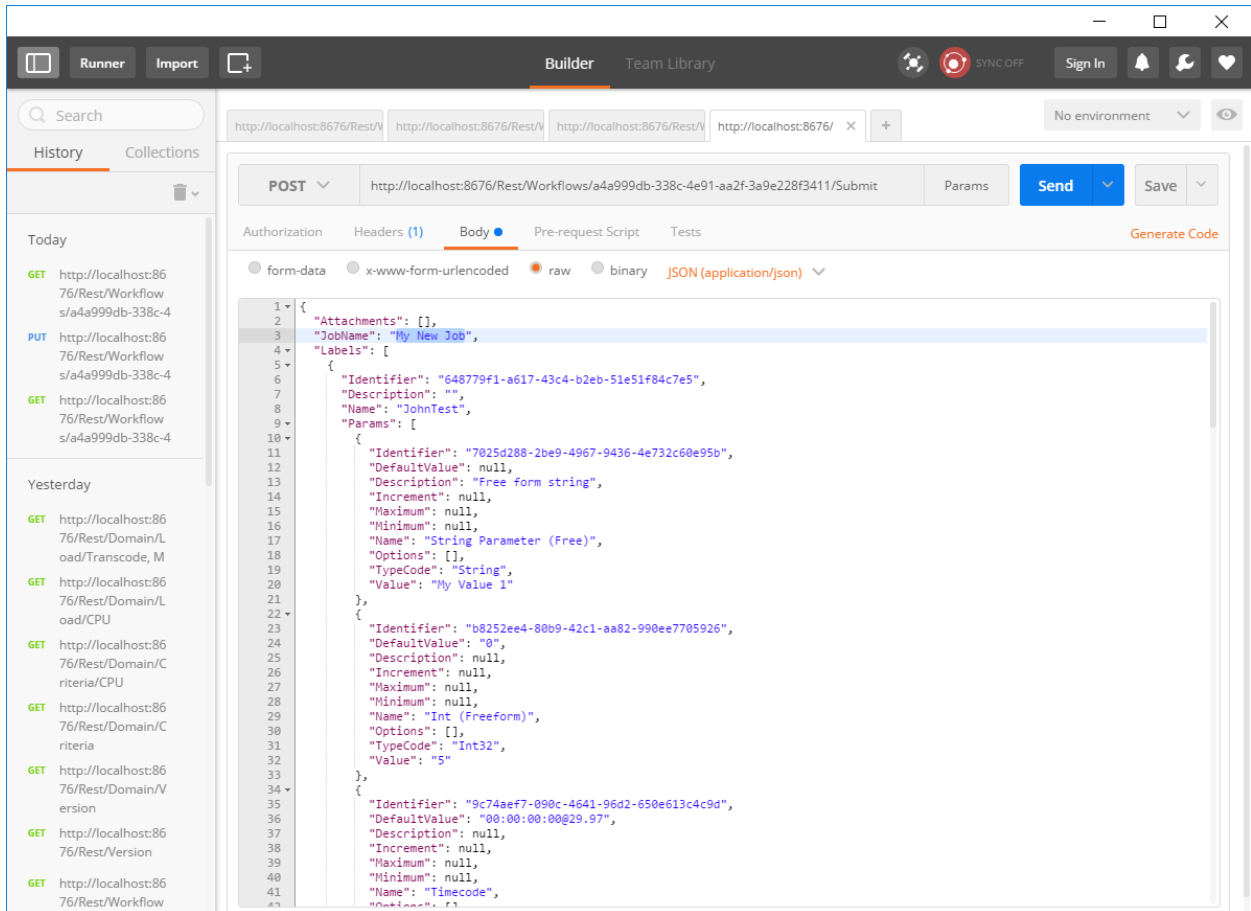 Runner Import Builder Team Library SYNC OFF Sign In
Search
History Collections
Today
GET http://localhost:86
76/Rest/Workflow
s/a4a999db-338c-4
PUT http://localhost:86
76/Rest/Workflow
s/a4a999db-338c-4
GET http://localhost:86
76/Rest/Workflow
s/a4a999db-338c-4
Yesterday
GET http://localhost:86
76/Rest/Domain/L
oad/Transcode, M
GET http://localhost:86
76/Rest/Domain/L
oad/CPU
GET http://localhost:86
76/Rest/Domain/C
riteria/CPU
GET http://localhost:86
76/Rest/Domain/C
riteria
GET http://localhost:86
76/Rest/Domain/V
ersion
GET http://localhost:86
76/Rest/Version
GET http://localhost:86
76/Rest/Workflow
http://localhost:8676/Rest/W http://localhost:8676/Rest/W http://localhost:8676/Rest/W http://localhost:8676/ × +
No environment
POST http://localhost:8676/Rest/Workflows/a4a999db-338c-4e91-aa2f-3a9e228f3411/Submit Params Send Save
Authorization Headers (1) Body Pre-request Script Tests Generate Code
form-data x-www-form-urlencoded raw binary JSON (application/json)
1 {
2 "Attachments": [],
3 "JobName": "My New Job",
4 "Labels": [
5 {
6 "Identifier": "648779f1-a617-43c4-b2eb-51e51f84c7e5",
7 "Description": "",
8 "Name": "JohnTest",
9 "Params": [
10 {
11 "Identifier": "7025d288-2be9-4967-9436-4e732c60e95b",
12 "DefaultValue": null,
13 "Description": "Free form string",
14 "Increment": null,
15 "Maximum": null,
16 "Minimum": null,
17 "Name": "String Parameter (Free)",
18 "Options": [],
19 "TypeCode": "String",
20 "Value": "My Value 1"
21 },
22 {
23 "Identifier": "b8252ee4-80b9-42c1-aa82-990ee7705926",
24 "DefaultValue": "0",
25 "Description": null,
26 "Increment": null,
27 "Maximum": null,
28 "Minimum": null,
29 "Name": "Int (Freeform)",
30 "Options": [],
31 "TypeCode": "Int32",
32 "Value": "5"
33 },
34 {
35 "Identifier": "9c74aef7-090c-4641-96d2-650e613c4c9d",
36 "DefaultValue": "00:00:00:00@29.97",
37 "Description": null,
38 "Increment": null,
39 "Maximum": null,
40 "Minimum": null,
41 "Name": "Timecode",
42 "Options": []